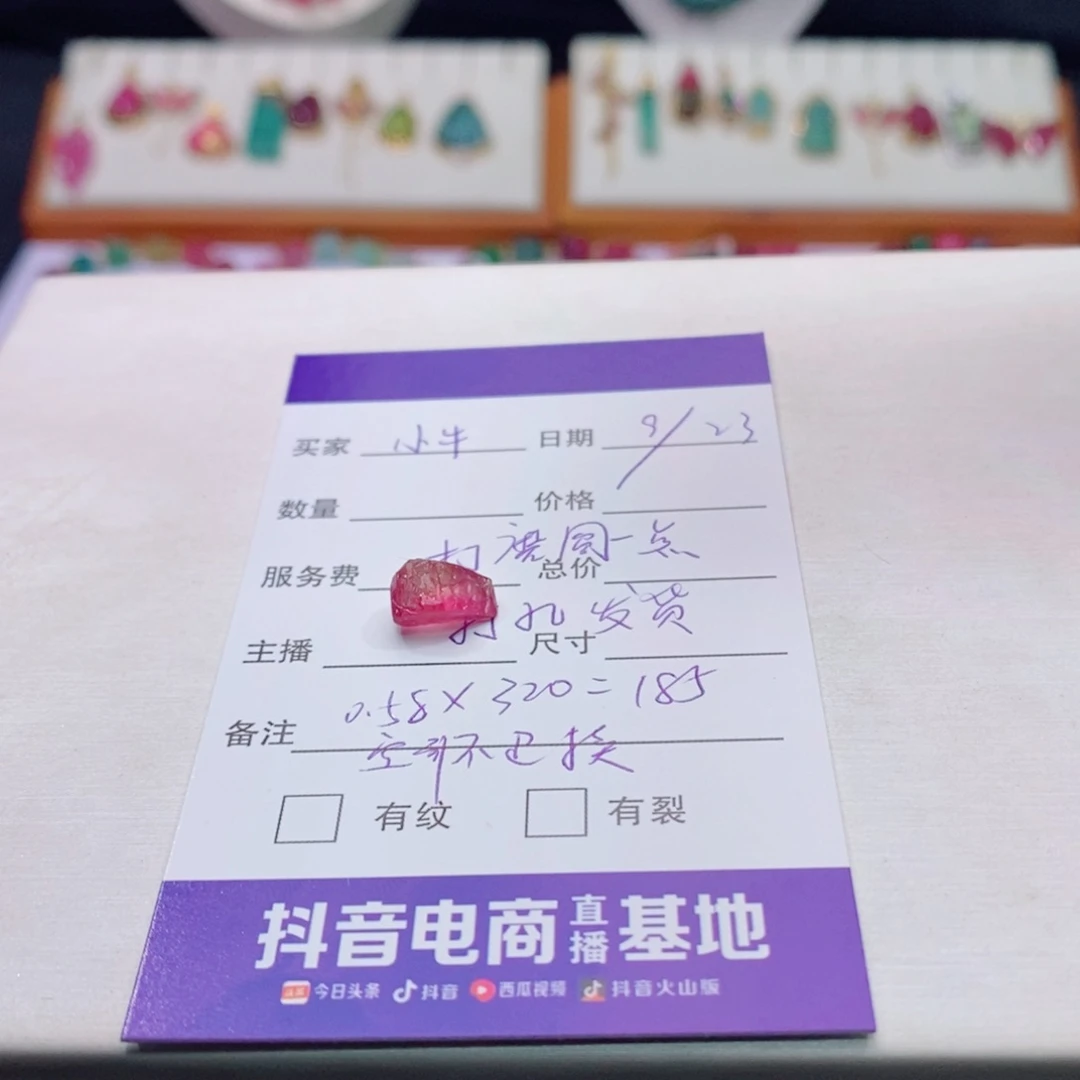 买家 小牛 日期 9/23
数量 价格
打磨圆一点
服务费 总价
打孔发货
主播 尺寸
0.58×320=185
备注
不退换
有纹 有裂
抖音电商直播基地
今日头条 抖音 西瓜视频 抖音火山版